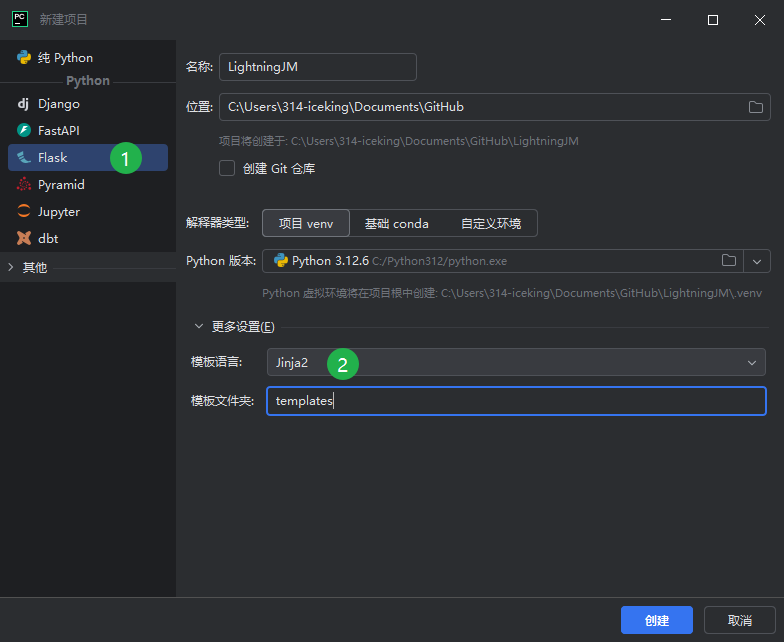 PC 新建项目
纯 Python
Python
dj Django
FastAPI
Flask 1
Pyramid
Jupyter
dbt
其他
名称: LightningJM
位置: C:\Users\314-iceking\Documents\GitHub
项目将创建于: C:\Users\314-iceking\Documents\GitHub\LightningJM
创建 Git 仓库
解释器类型: 项目 venv 基础 conda 自定义环境
Python 版本: Python 3.12.6 C:/Python312/python.exe
Python 虚拟环境将在项目根中创建: C:\Users\314-iceking\Documents\GitHub\LightningJM\.venv
更多设置(E)
模板语言: Jinja2 2
模板文件夹: templates
创建 取消